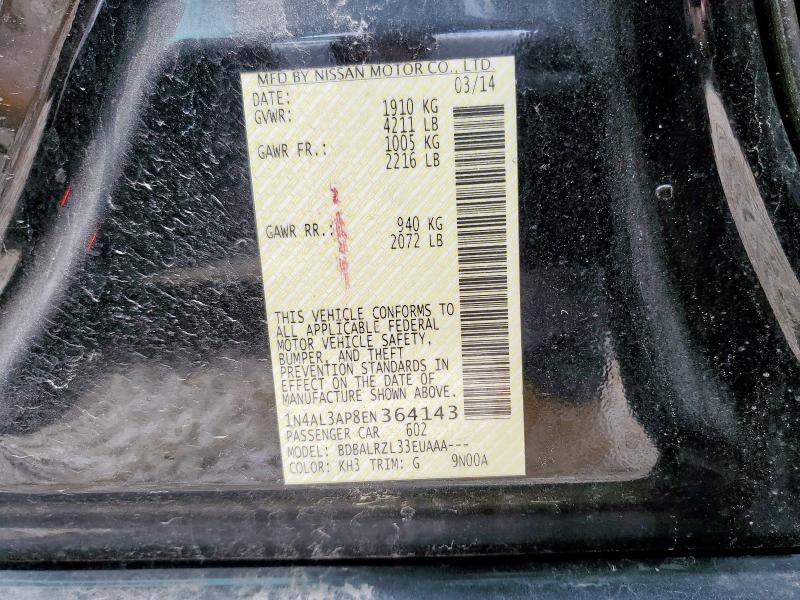 MFD BY NISSAN MOTOR CO., LTD.
DATE: 03/14
GVWR: 1910 KG
4211 LB
GAWR FR.: 1005 KG
2216 LB
GAWR RR.: 940 KG
2072 LB
THIS VEHICLE CONFORMS TO
ALL APPLICABLE FEDERAL
MOTOR VEHICLE SAFETY,
BUMPER, AND THEFT
PREVENTION STANDARDS IN
EFFECT ON THE DATE OF
MANUFACTURE SHOWN ABOVE.
1N4AL3AP8EN364143
PASSENGER CAR 602
MODEL: BDBALRZL33EUAAA---
COLOR: KH3 TRIM: G 9N00A